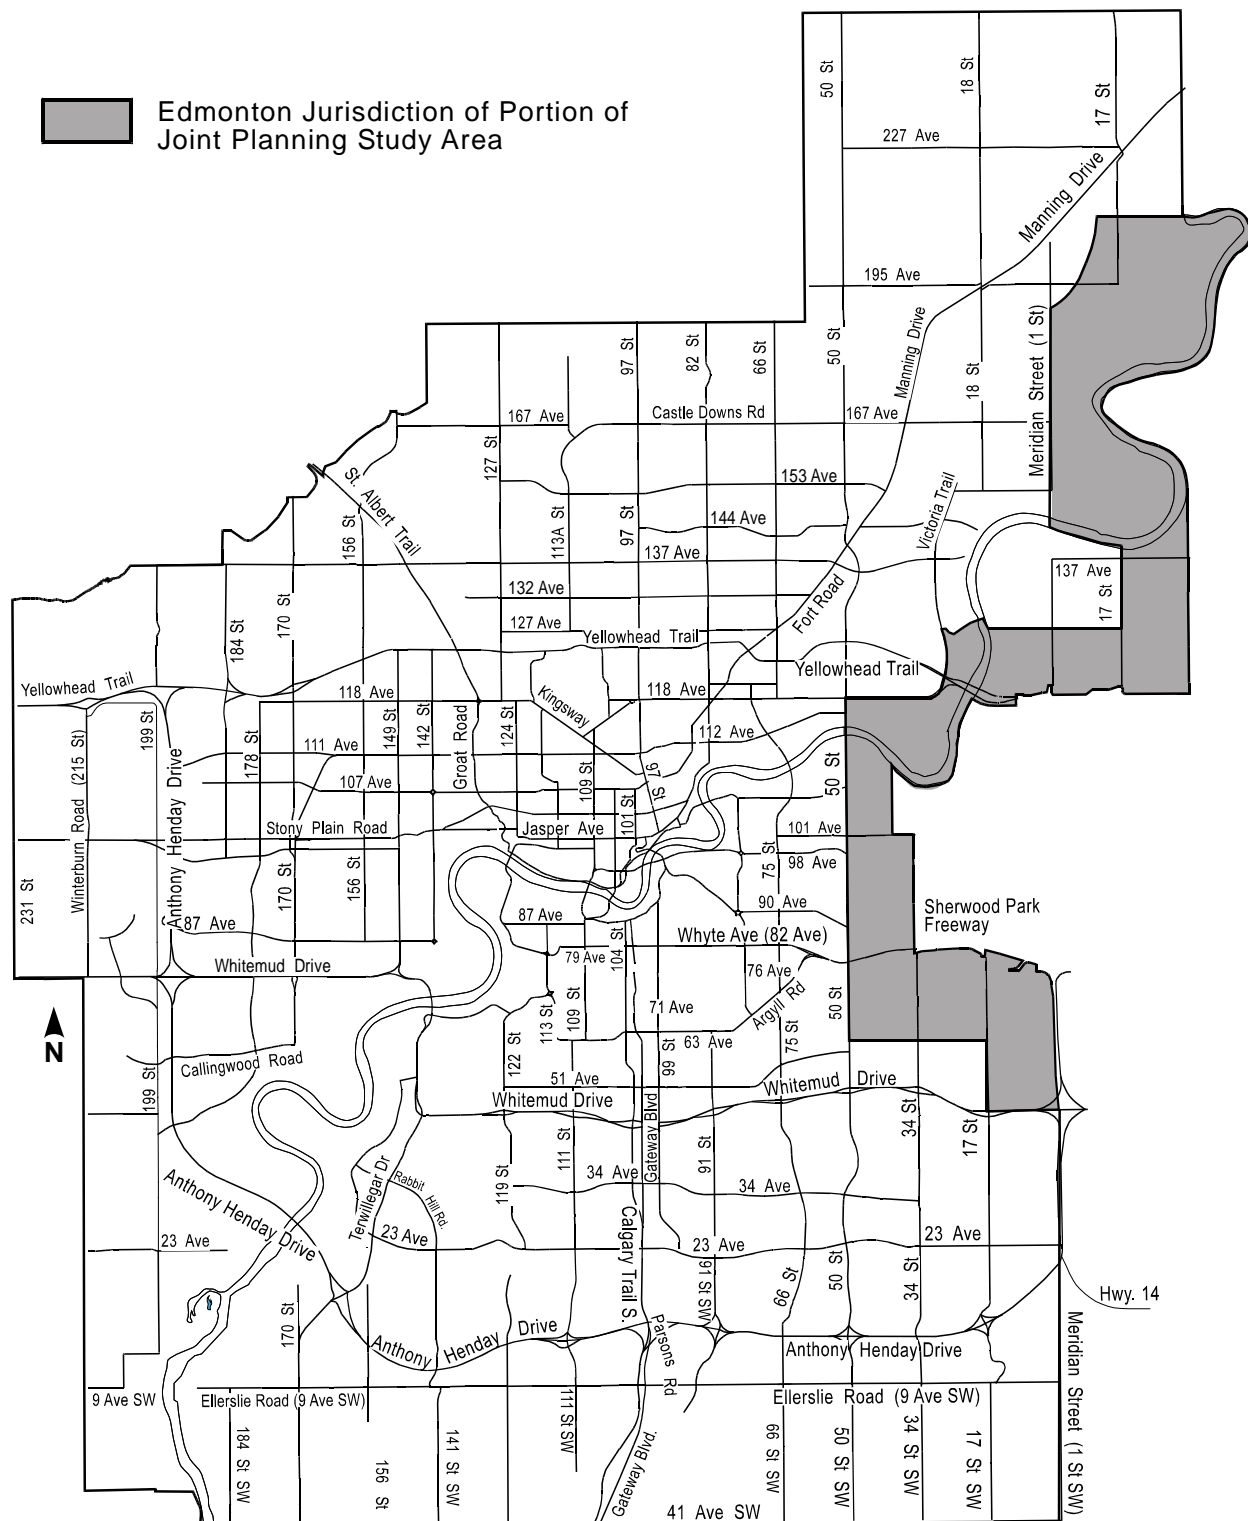 Edmonton Jurisdiction of Portion of
Joint Planning Study Area
50 St
18 St
17 St
227 Ave
Manning Drive
195 Ave
Meridian Street (1 St)
97 St
82 St
66 St
50 St
Manning Drive
18 St
167 Ave
Castle Downs Rd
167 Ave
127 St
St. Albert Trail
153 Ave
156 St
113A St
97 St
144 Ave
Victoria Trail
137 Ave
137 Ave
17 St
132 Ave
Fort Road
170 St
184 St
127 Ave
Yellowhead Trail
Yellowhead Trail
Yellowhead Trail
118 Ave
Kingsway
118 Ave
199 St
149 St
142 St
Groat Road
124 St
112 Ave
Winterburn Road (215 St)
Anthony Henday Drive
178 St
111 Ave
107 Ave
109 St
97 St
101 St
50 St
Stony Plain Road
Jasper Ave
101 Ave
75 St
98 Ave
231 St
170 St
156 St
90 Ave
Sherwood Park
Freeway
87 Ave
87 Ave
Whyte Ave (82 Ave)
104 St
79 Ave
Whitemud Drive
76 Ave
Argyll Rd
50 St
N
113 St
109 St
71 Ave
75 St
122 St
63 Ave
99 St
Callingwood Road
199 St
51 Ave
Whitemud Drive
Whitemud Drive
Gateway Blvd
34 St
17 St
111 St
91 St
119 St
34 Ave
34 Ave
Terwillegar Dr
Rabbit Hill Rd.
Anthony Henday Drive
Calgary Trail S.
23 Ave
23 Ave
23 Ave
23 Ave
91 St SW
66 St
50 St
34 St
Hwy. 14
170 St
Anthony Henday Drive
Parsons Rd
Anthony Henday Drive
Meridian Street (1 St SW)
9 Ave SW
Ellerslie Road (9 Ave SW)
111 St SW
Ellerslie Road (9 Ave SW)
184 St SW
156 St
141 St SW
Gateway Blvd.
66 St SW
50 St SW
34 St SW
17 St SW
41 Ave SW